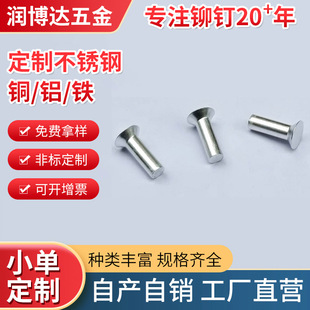 润博达五金
专注铆钉20+年
定制不锈钢
铜/铝/铁
免费拿样
非标定制
可开增票
小单
定制
种类丰富 规格齐全
自产自销 工厂直营